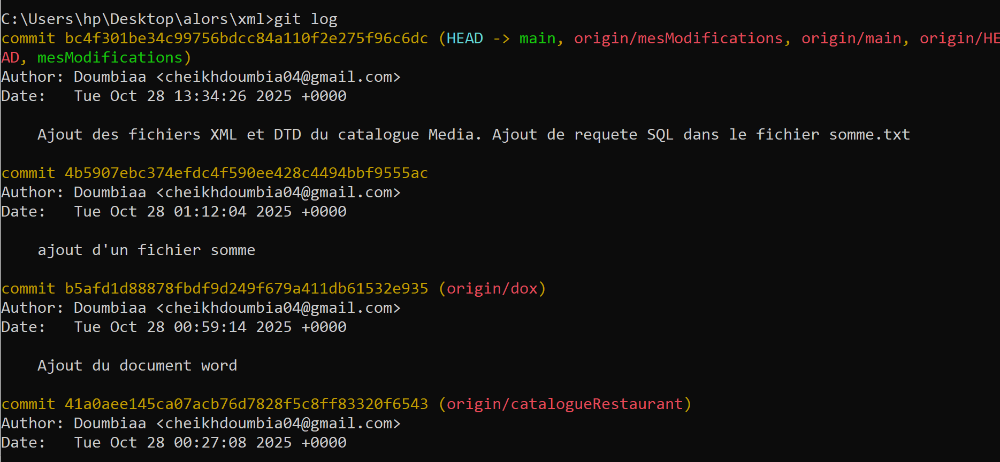 C:\Users\hp\Desktop\alors\xml>git log
commit bc4f301be34c99756bdcc84a110f2e275f96c6dc (HEAD -> main, origin/mesModifications, origin/main, origin/HE
AD, mesModifications)
Author: Doumbiaa <cheikhdoumbia04@gmail.com>
Date:   Tue Oct 28 13:34:26 2025 +0000
    Ajout des fichiers XML et DTD du catalogue Media. Ajout de requete SQL dans le fichier somme.txt
commit 4b5907ebc374efdc4f590ee428c4494bbf9555ac
Author: Doumbiaa <cheikhdoumbia04@gmail.com>
Date:   Tue Oct 28 01:12:04 2025 +0000
    ajout d'un fichier somme
commit b5afd1d88878fbdf9d249f679a411db61532e935 (origin/dox)
Author: Doumbiaa <cheikhdoumbia04@gmail.com>
Date:   Tue Oct 28 00:59:14 2025 +0000
    Ajout du document word
commit 41a0aee145ca07acb76d7828f5c8ff83320f6543 (origin/catalogueRestaurant)
Author: Doumbiaa <cheikhdoumbia04@gmail.com>
Date:   Tue Oct 28 00:27:08 2025 +0000